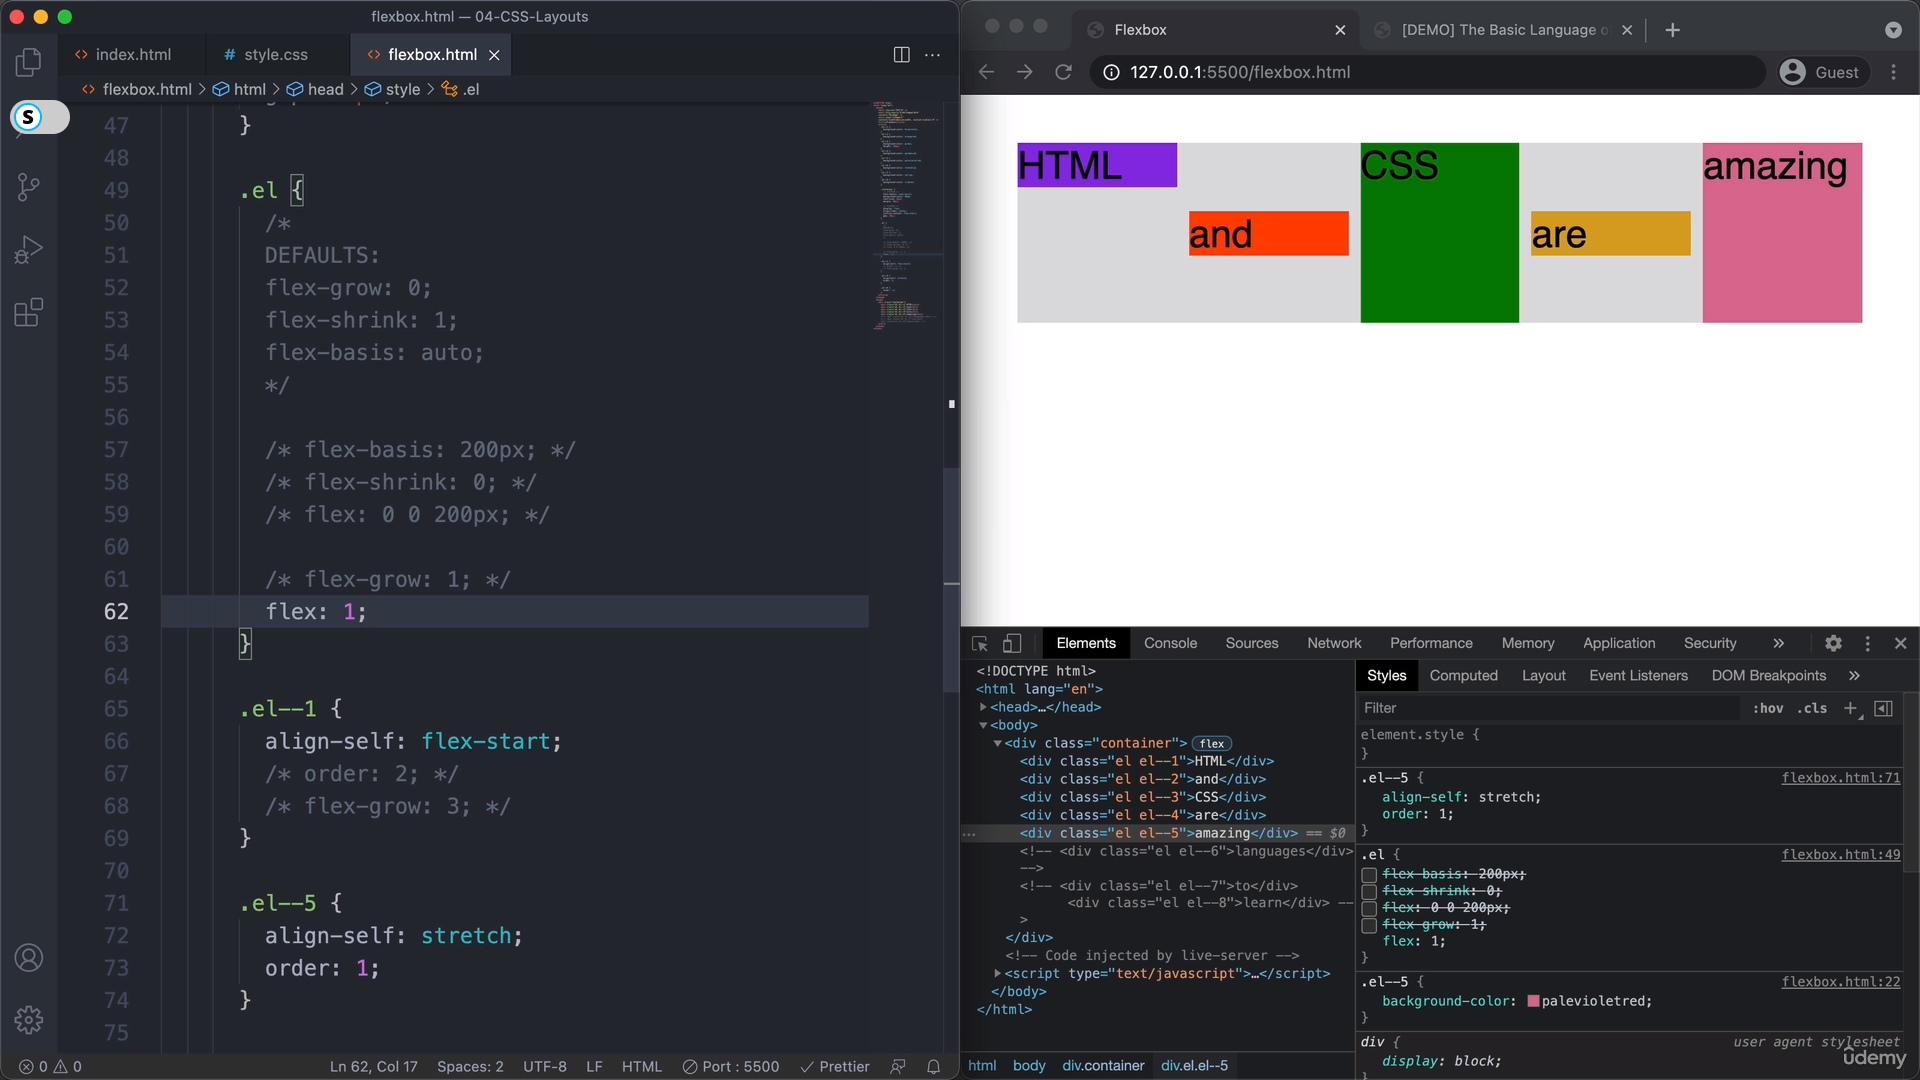 flexbox.html — 04-CSS-Layouts
index.html
style.css
flexbox.html
flexbox.html > html > head > style > .el
S
47 }
48
49 .el {
50 /*
51 DEFAULTS:
52 flex-grow: 0;
53 flex-shrink: 1;
54 flex-basis: auto;
55 */
56
57 /* flex-basis: 200px; */
58 /* flex-shrink: 0; */
59 /* flex: 0 0 200px; */
60
61 /* flex-grow: 1; */
62 flex: 1;
63 }
64
65 .el--1 {
66 align-self: flex-start;
67 /* order: 2; */
68 /* flex-grow: 3; */
69 }
70
71 .el--5 {
72 align-self: stretch;
73 order: 1;
74 }
75
0 0
Ln 62, Col 17 Spaces: 2 UTF-8 LF HTML Port : 5500 Prettier
Flexbox
[DEMO] The Basic Language o
127.0.0.1:5500/flexbox.html
Guest
HTML
and
CSS
are
amazing
Elements Console Sources Network Performance Memory Application Security »
<!DOCTYPE html>
<html lang="en">
<head>…</head>
<body>
<div class="container"> flex
<div class="el el--1">HTML</div>
<div class="el el--2">and</div>
<div class="el el--3">CSS</div>
<div class="el el--4">are</div>
… <div class="el el--5">amazing</div> == $0
<!-- <div class="el el--6">languages</div>
-->
<!-- <div class="el el--7">to</div>
<div class="el el--8">learn</div> --
>
</div>
<!-- Code injected by live-server -->
<script type="text/javascript">…</script>
</body>
</html>
html body div.container div.el.el--5
Styles Computed Layout Event Listeners DOM Breakpoints »
Filter :hov .cls +
element.style {
}
.el--5 { flexbox.html:71
align-self: stretch;
order: 1;
}
.el { flexbox.html:49
flex-basis: 200px;
flex-shrink: 0;
flex: 0 0 200px;
flex-grow: 1;
flex: 1;
}
.el--5 { flexbox.html:22
background-color: palevioletred;
}
div { user agent stylesheet
display: block;
}
ûdemy